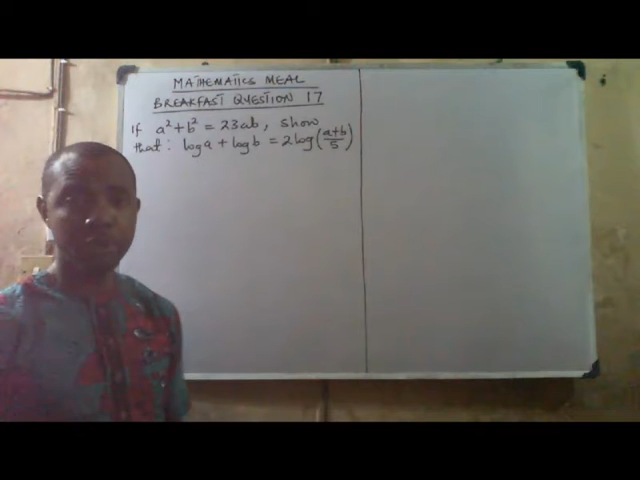 MATHEMATICS MEAL
BREAKFAST QUESTION 17
If a² + b² = 23ab, show
that: log a + log b = 2 log (a+b/5)